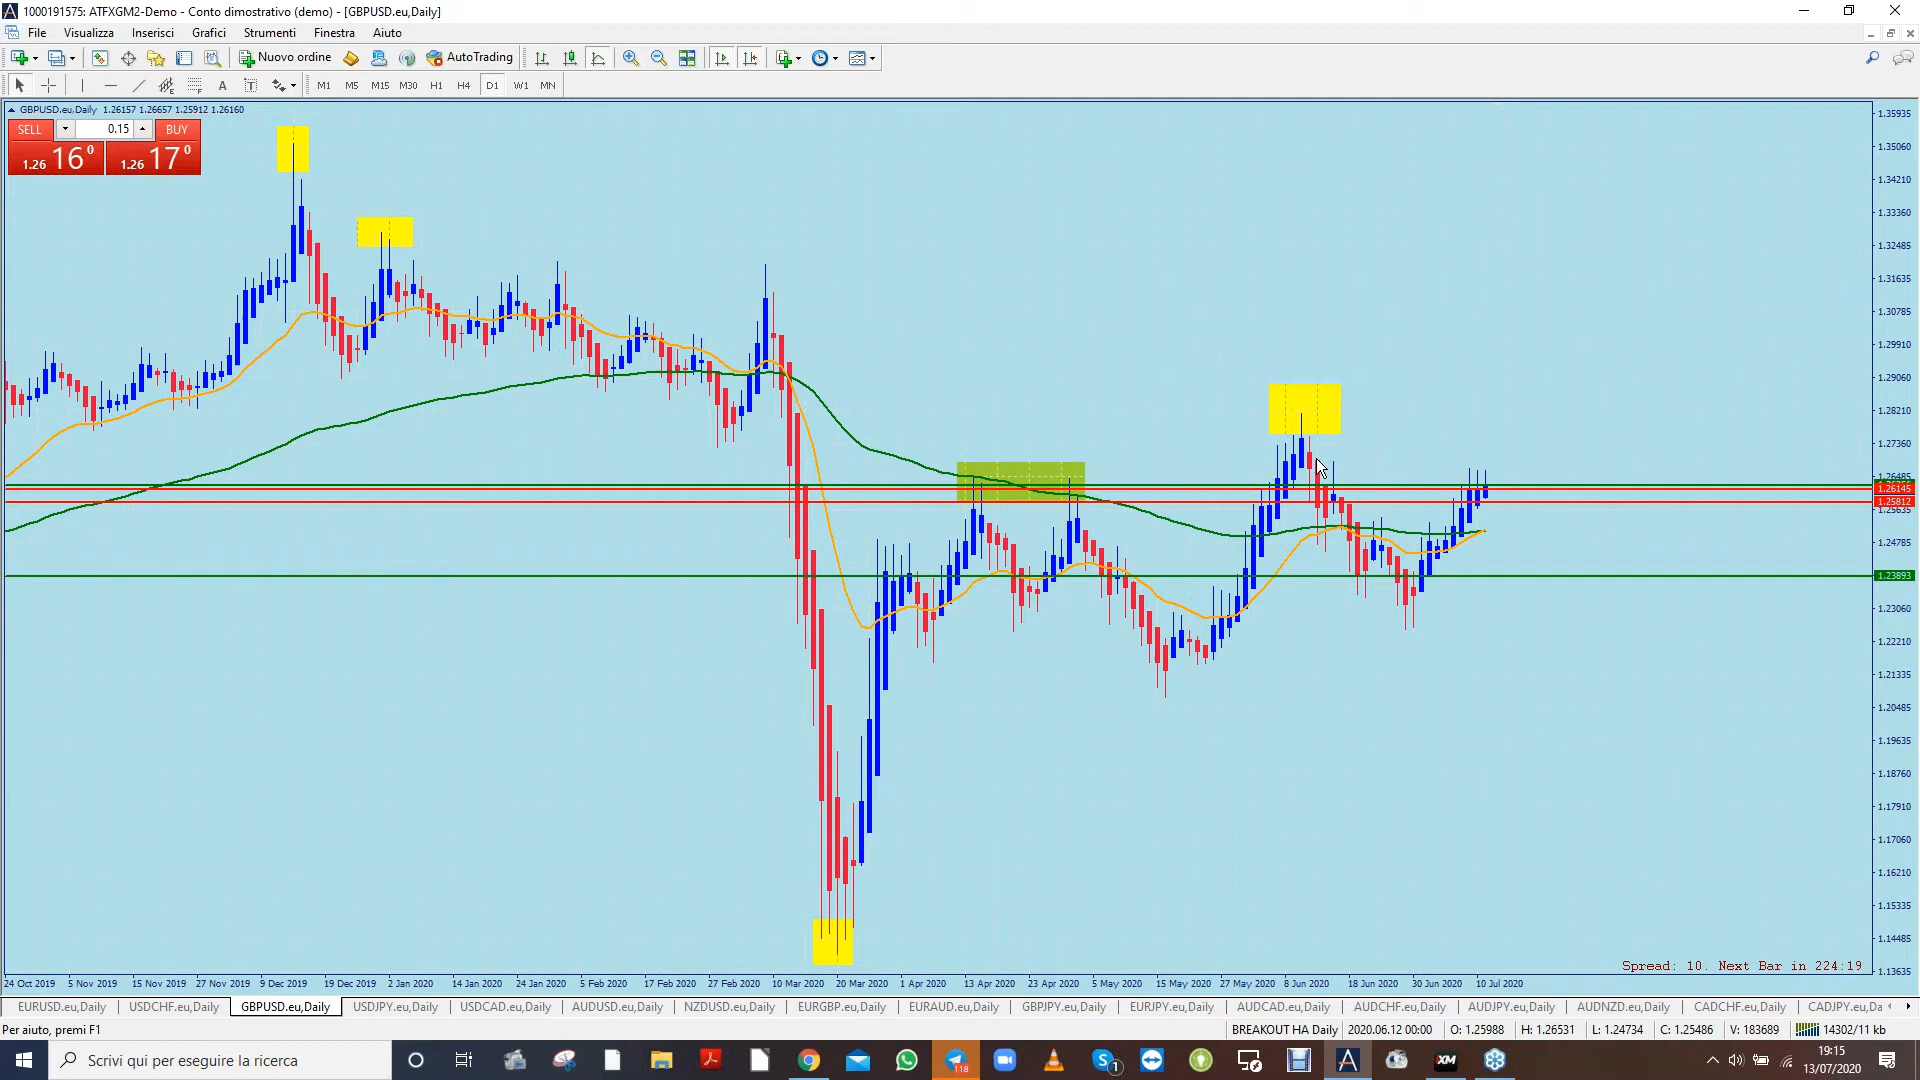 1000191575: ATFXGM2-Demo - Conto dimostrativo (demo) - [GBPUSD.eu,Daily]
File Visualizza Inserisci Grafici Strumenti Finestra Aiuto
Nuovo ordine AutoTrading
A T M1 M5 M15 M30 H1 H4 D1 W1 MN
GBPUSD.eu,Daily 1.26157 1.26657 1.25912 1.26160
SELL 0.15 BUY
1.26 16 0 1.26 17 0
1.35935
1.35060
1.34210
1.33360
1.32485
1.31635
1.30785
1.29910
1.29060
1.28210
1.27360
1.26485
1.26145
1.25812
1.25635
1.24785
1.23893
1.23060
1.22210
1.21335
1.20485
1.19635
1.18760
1.17910
1.17060
1.16210
1.15335
1.14485
1.13635
Spread: 10. Next Bar in 224:19
24 Oct 2019 5 Nov 2019 15 Nov 2019 27 Nov 2019 9 Dec 2019 19 Dec 2019 2 Jan 2020 14 Jan 2020 24 Jan 2020 5 Feb 2020 17 Feb 2020 27 Feb 2020 10 Mar 2020 20 Mar 2020 1 Apr 2020 13 Apr 2020 23 Apr 2020 5 May 2020 15 May 2020 27 May 2020 8 Jun 2020 18 Jun 2020 30 Jun 2020 10 Jul 2020
EURUSD.eu,Daily USDCHF.eu,Daily GBPUSD.eu,Daily USDJPY.eu,Daily USDCAD.eu,Daily AUDUSD.eu,Daily NZDUSD.eu,Daily EURGBP.eu,Daily EURAUD.eu,Daily GBPJPY.eu,Daily EURJPY.eu,Daily AUDCAD.eu,Daily AUDCHF.eu,Daily AUDJPY.eu,Daily AUDNZD.eu,Daily CADCHF.eu,Daily CADJPY.eu,Da
Per aiuto, premi F1 BREAKOUT HA Daily 2020.06.12 00:00 O: 1.25988 H: 1.26531 L: 1.24734 C: 1.25486 V: 183689 14302/11 kb
Scrivi qui per eseguire la ricerca 118 S 1 XM 19:15
13/07/2020